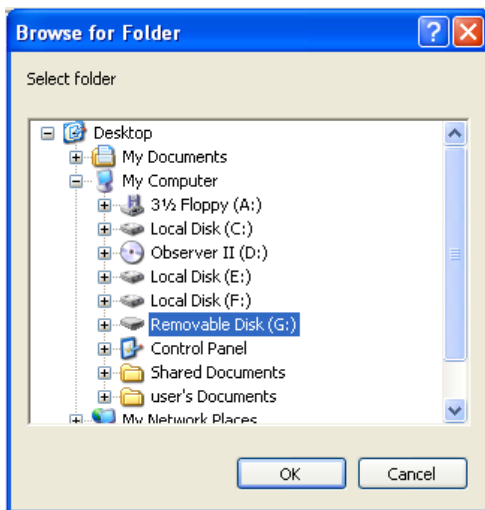 Browse for Folder
Select folder
Desktop
My Documents
My Computer
3½ Floppy (A:)
Local Disk (C:)
Observer II (D:)
Local Disk (E:)
Local Disk (F:)
Removable Disk (G:)
Control Panel
Shared Documents
user's Documents
My Network Places
OK Cancel